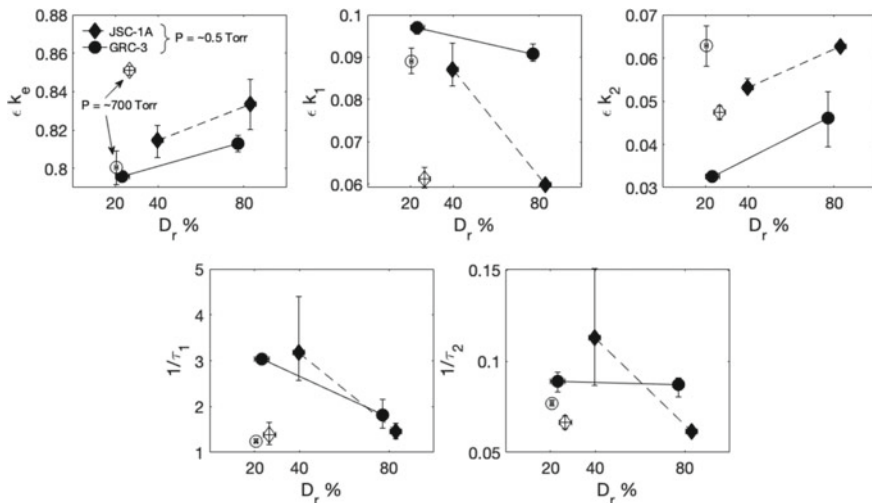 0.88
0.86
0.84
0.82
0.8
ϵ kₑ
JSC-1A
GRC-3
P = ~0.5 Torr
P = ~700 Torr
20 40 80
Dᵣ %
0.1
0.09
0.08
0.07
0.06
ϵ k₁
20 40 80
Dᵣ %
0.07
0.06
0.05
0.04
0.03
ϵ k₂
20 40 80
Dᵣ %
5
4
3
2
1
1/τ₁
20 40 80
Dᵣ %
0.15
0.1
0.05
1/τ₂
20 40 80
Dᵣ %